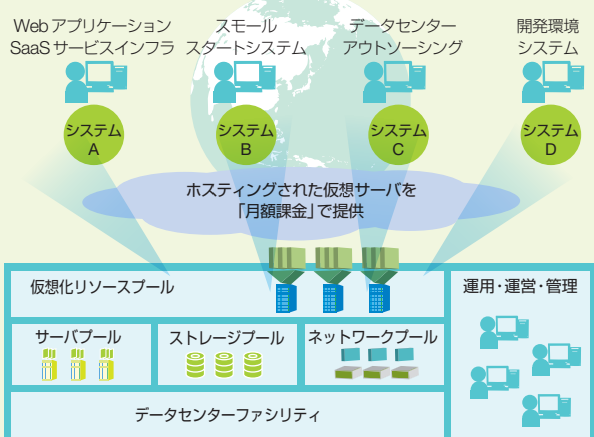 Webアプリケーション
SaaSサービスインフラ
スモール
スタートシステム
データセンター
アウトソーシング
開発環境
システム
システム
A
システム
B
システム
C
システム
D
ホスティングされた仮想サーバを
「月額課金」で提供
仮想化リソースプール
運用・運営・管理
サーバプール
ストレージプール
ネットワークプール
データセンターファシリティ